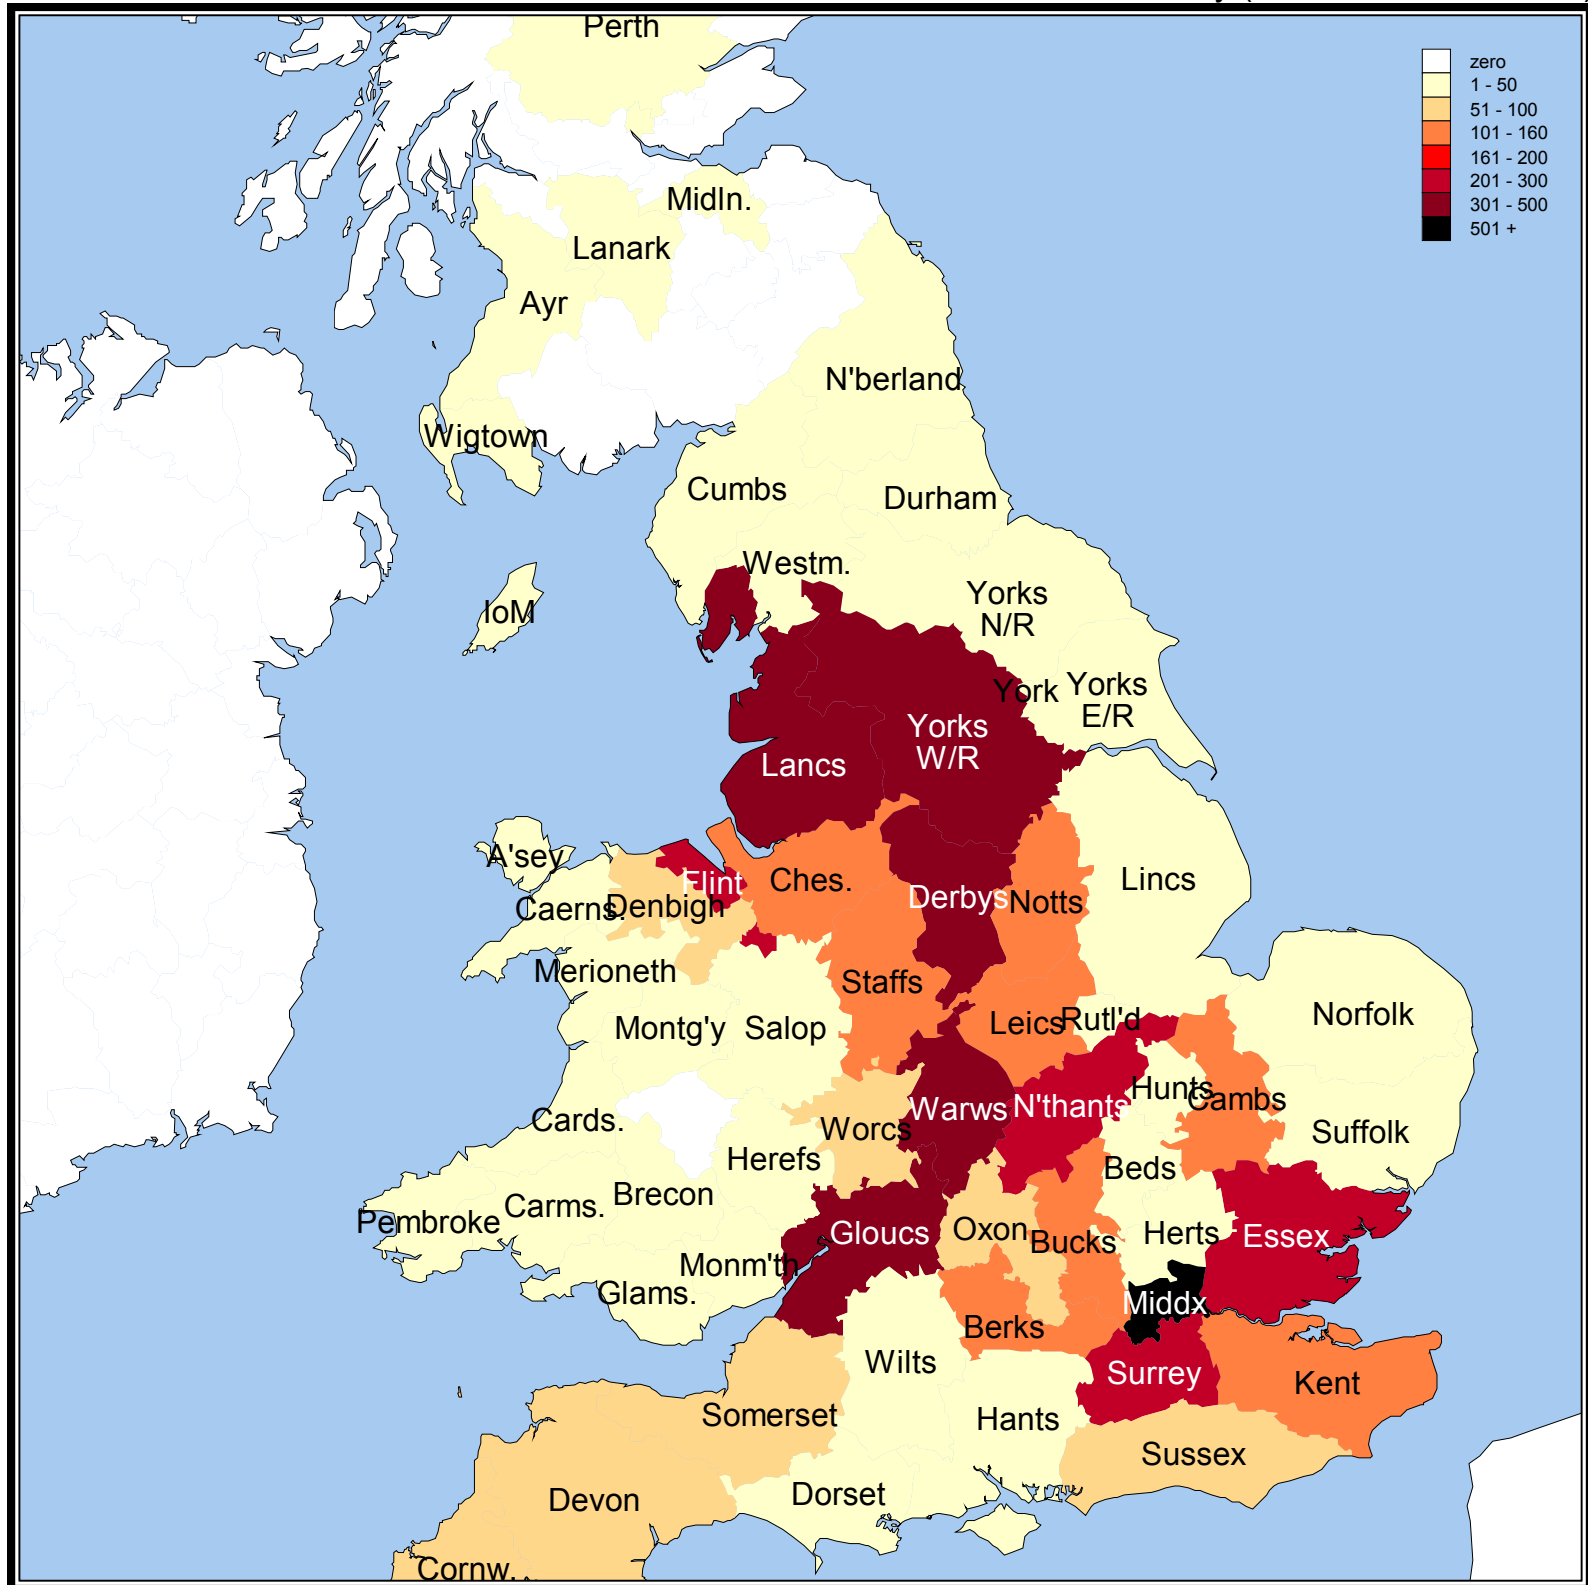 Perth
zero
1 - 50
51 - 100
101 - 160
161 - 200
201 - 300
301 - 500
501 +
Midln.
Lanark
Ayr
N'berland
Wigtown
Cumbs
Durham
Westm.
Yorks
N/R
IoM
York
Yorks
E/R
Yorks
W/R
Lancs
A'sey
Flint
Ches.
Derbys
Notts
Lincs
Caerns.
Denbigh
Merioneth
Staffs
Montg'y
Salop
Leics
Rutl'd
Norfolk
Hunts
Cambs
Cards.
Worcs
Warws
N'thants
Suffolk
Herefs
Beds
Brecon
Carms.
Pembroke
Gloucs
Oxon
Bucks
Herts
Essex
Monm'th
Glams.
Middx
Berks
Wilts
Surrey
Kent
Somerset
Hants
Sussex
Devon
Dorset
Cornw.